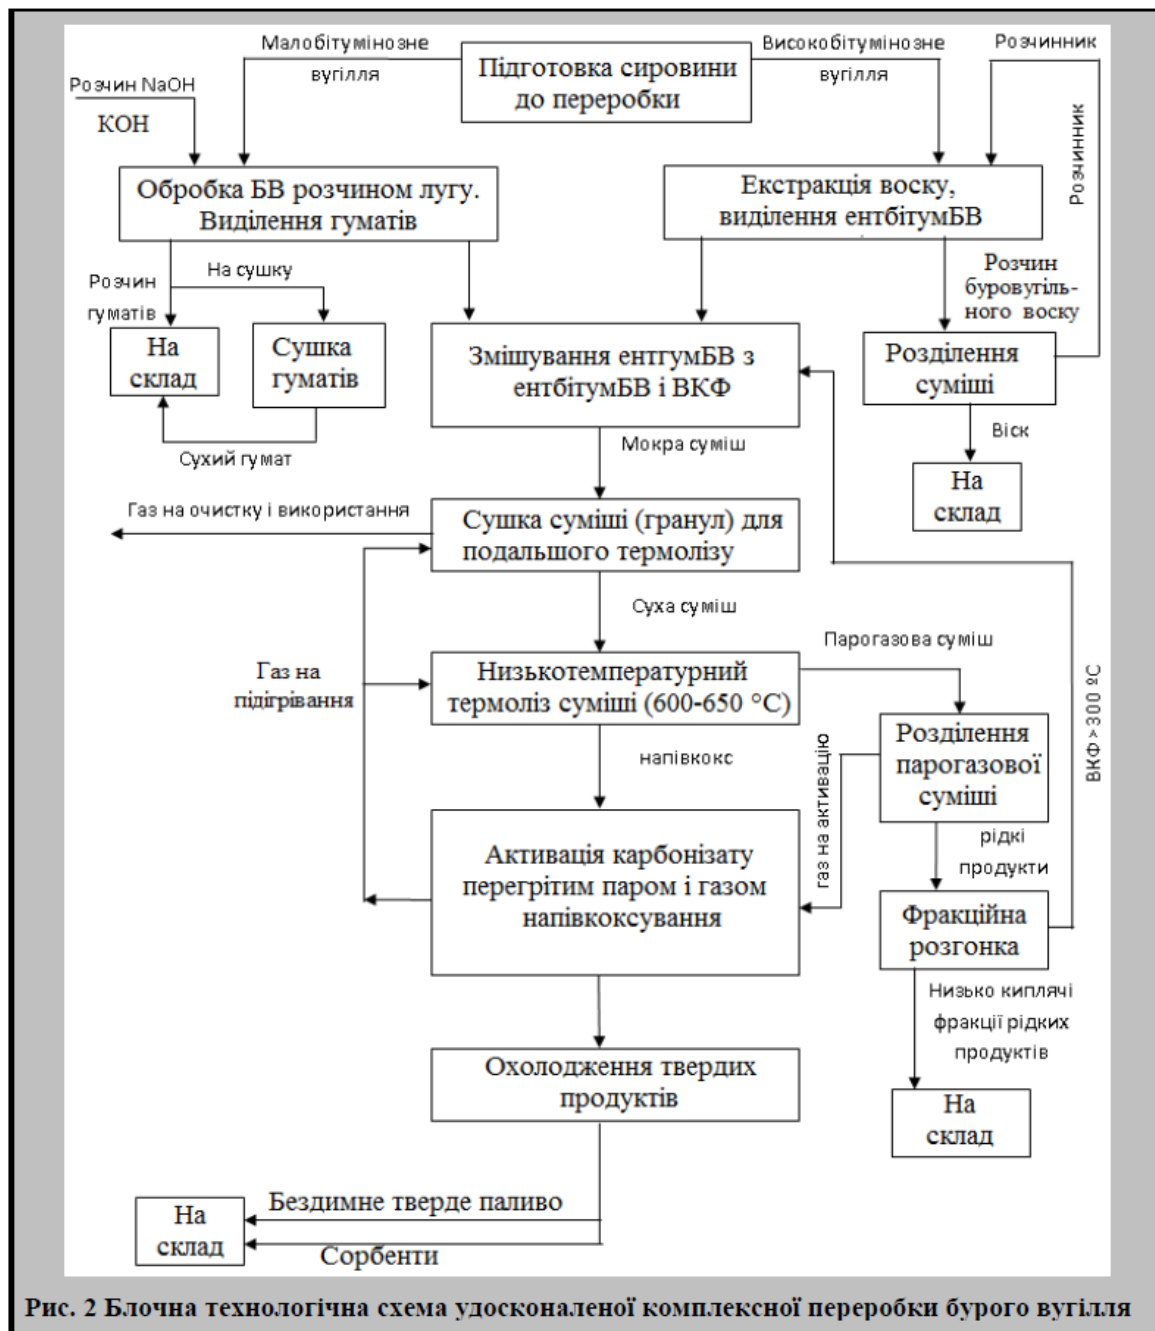 Малобітумінозне
вугілля
Підготовка сировини
до переробки
Високобітумінозне
вугілля
Розчинник
Розчин NaOH
КОН
Розчинник
Обробка БВ розчином лугу.
Виділення гуматів
Екстракція воску,
виділення ентбітумБВ
Розчин
гуматів
На сушку
Розчин
буровугіль-
ного воску
На
склад
Сушка
гуматів
Змішування ентгумБВ з
ентбітумБВ і ВКФ
Розділення
суміші
Сухий гумат
Мокра суміш
Віск
На
склад
Газ на очистку і використання
Сушка суміші (гранул) для
подальшого термолізу
Суха суміш
Парогазова суміш
Газ на
підігрівання
Низькотемпературний
термоліз суміші (600-650 °С)
ВКФ > 300 ºС
Розділення
парогазової
суміші
напівкокс
газ на активацію
рідкі
продукти
Активація карбонізату
перегрітим паром і газом
напівкоксування
Фракційна
розгонка
Низько киплячі
фракції рідких
продуктів
Охолодження твердих
продуктів
На
склад
На
склад
Бездимне тверде паливо
Сорбенти
Рис. 2 Блочна технологічна схема удосконаленої комплексної переробки бурого вугілля